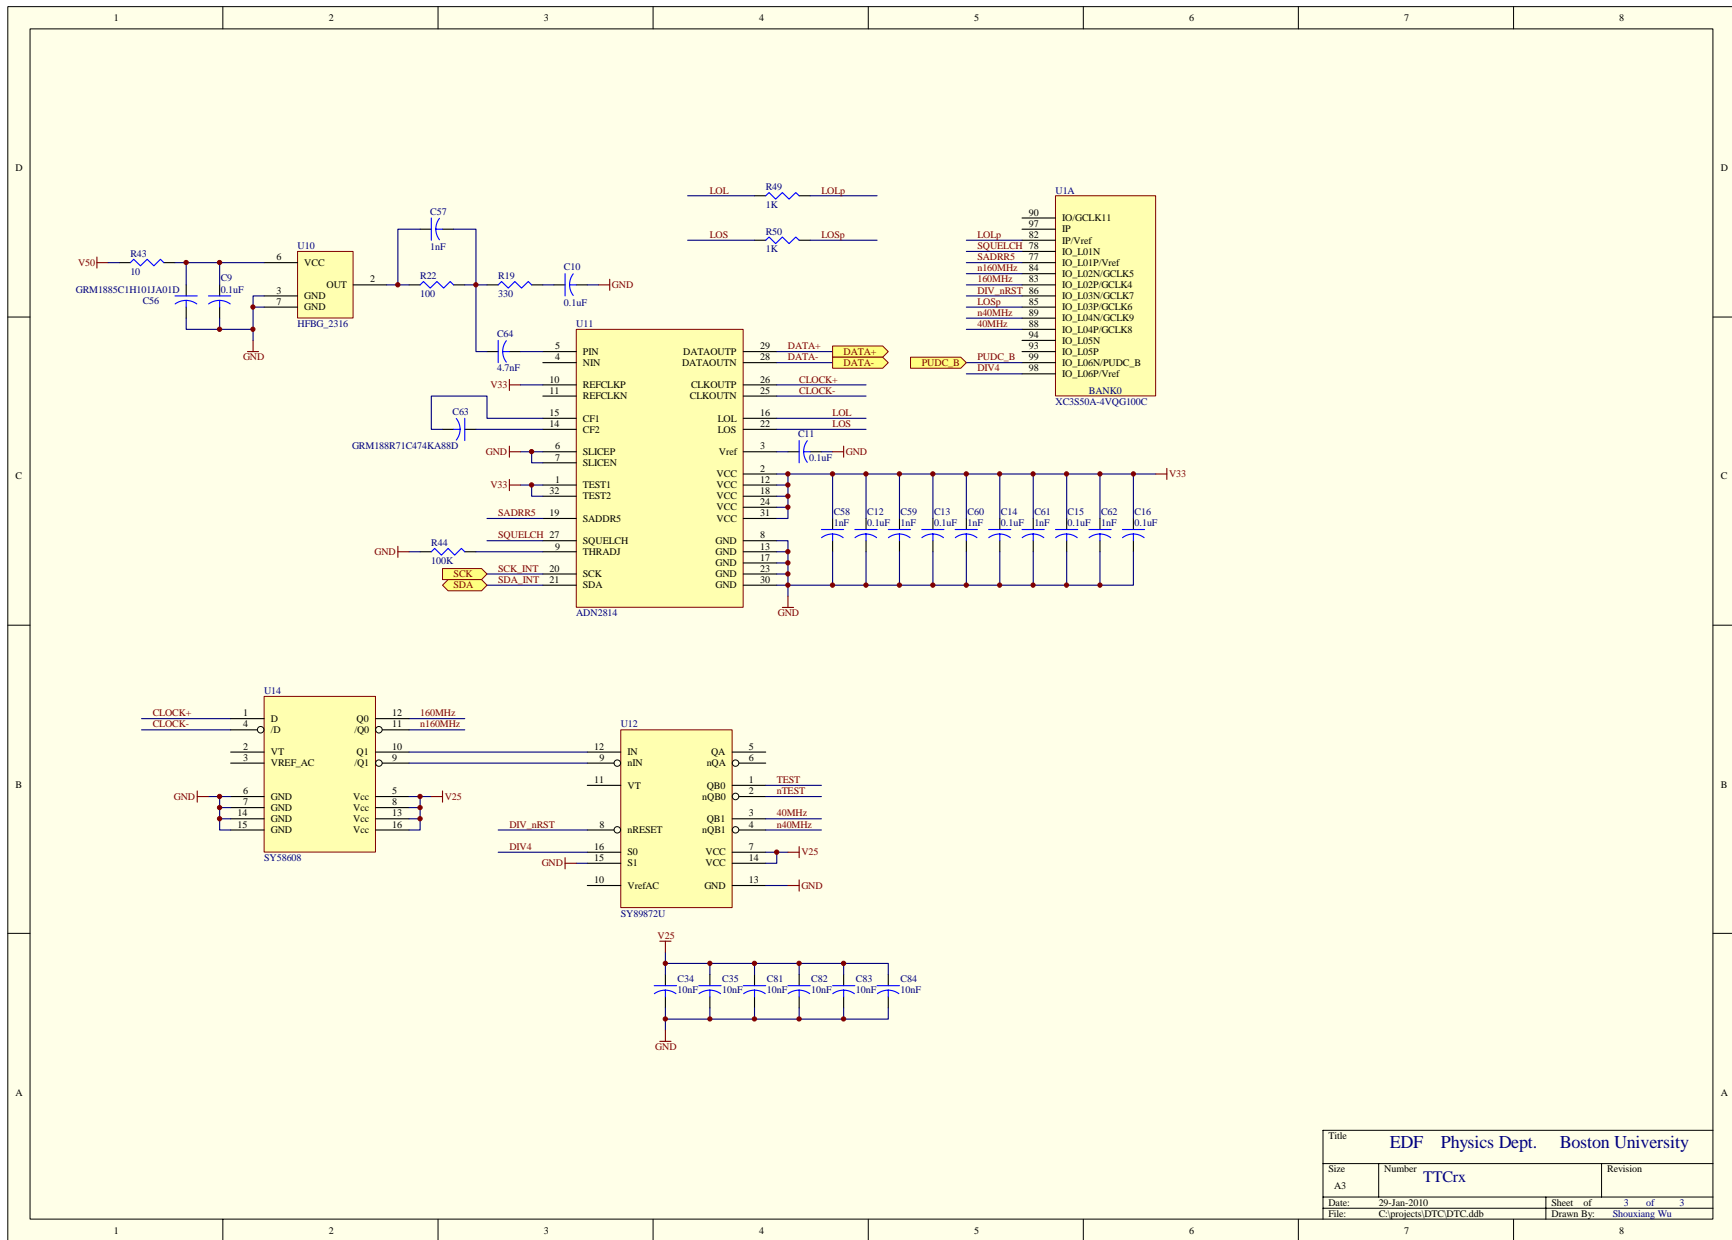 1 2 3 4 5 6 7 8
D D
C C
B B
A A
V50
R43
10
GRM1885C1H101JA01D
C56
C9
0.1uF
GND
U10
6 VCC
OUT 2
3 GND
7 GND
HFBG_2316
C57
1nF
R22
100
R19
330
C10
0.1uF
GND
C64
4.7nF
LOL R49 LOLp
1K
LOS R50 LOSp
1K
U1A
90 IO/GCLK11
97 IP
LOLp 82 IP/Vref
SQUELCH 78 IO_L01N
SADRR5 77 IO_L01P/Vref
n160MHz 84 IO_L02N/GCLK5
160MHz 83 IO_L02P/GCLK4
DIV_nRST 86 IO_L03N/GCLK7
LOSp 85 IO_L03P/GCLK6
n40MHz 89 IO_L04N/GCLK9
40MHz 88 IO_L04P/GCLK8
94 IO_L05N
93 IO_L05P
PUDC_B PUDC_B 99 IO_L06N/PUDC_B
DIV4 98 IO_L06P/Vref
BANK0
XC3S50A-4VQG100C
U11
5 PIN DATAOUTP 29 DATA+ DATA+
4 NIN DATAOUTN 28 DATA- DATA-
V33 10 REFCLKP CLKOUTP 26 CLOCK+
11 REFCLKN CLKOUTN 25 CLOCK-
C63
GRM188R71C474KA88D
15 CF1 LOL 16 LOL
14 CF2 LOS 22 LOS
GND 6 SLICEP Vref 3 C11 0.1uF GND
7 SLICEN
VCC 2 V33
V33 1 TEST1 VCC 12
32 TEST2 VCC 18
VCC 24
SADRR5 19 SADDR5 VCC 31
SQUELCH 27 SQUELCH GND 8
GND R44 100K 9 THRADJ GND 13
GND 17
SCK SCK_INT 20 SCK GND 23
SDA SDA_INT 21 SDA GND 30
ADN2814
GND
C58 C12 C59 C13 C60 C14 C61 C15 C62 C16
1nF 0.1uF 1nF 0.1uF 1nF 0.1uF 1nF 0.1uF 1nF 0.1uF
U14
CLOCK+ 1 D Q0 12 160MHz
CLOCK- 4 /D /Q0 11 n160MHz
2 VT Q1 10
3 VREF_AC /Q1 9
GND 6 GND Vcc 5 V25
7 GND Vcc 8
14 GND Vcc 13
15 GND Vcc 16
SY58608
U12
12 IN QA 5
9 nIN nQA 6
11 VT QB0 1 TEST
nQB0 2 nTEST
QB1 3 40MHz
DIV_nRST 8 nRESET nQB1 4 n40MHz
DIV4 16 S0 VCC 7 V25
GND 15 S1 VCC 14
10 VrefAC GND 13 GND
SY89872U
V25
C34 C35 C81 C82 C83 C84
10nF 10nF 10nF 10nF 10nF 10nF
GND
Title EDF Physics Dept. Boston University
Size Number TTCrx Revision
A3
Date: 29-Jan-2010 Sheet of 3 of 3
File: C:\projects\DTC\DTC.ddb Drawn By: Shouxiang Wu
1 2 3 4 5 6 7 8